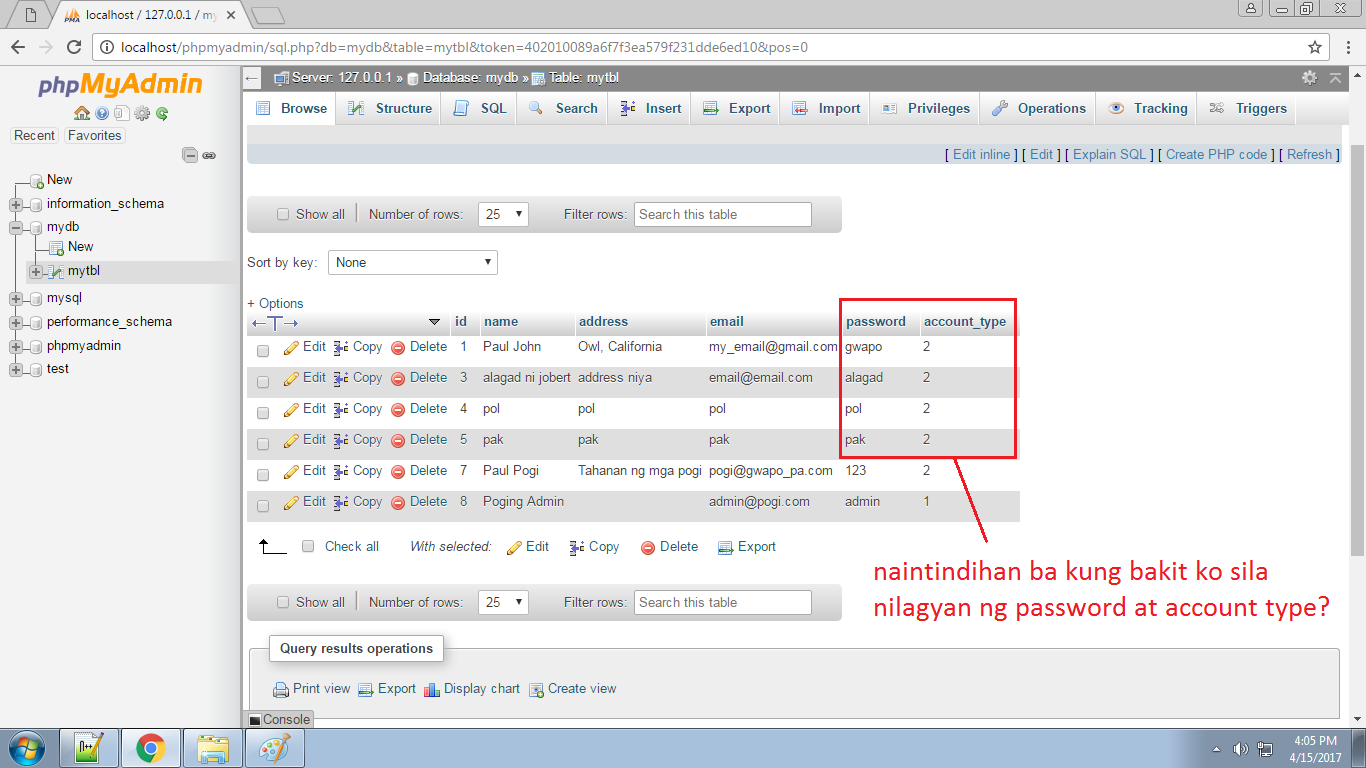 localhost / 127.0.0.1 / my
localhost/phpmyadmin/sql.php?db=mydb&table=mytbl&token=402010089a6f7f3ea579f231dde6ed10&pos=0
phpMyAdmin
Recent Favorites
New
information_schema
mydb
New
mytbl
mysql
performance_schema
phpmyadmin
test
Server: 127.0.0.1 » Database: mydb » Table: mytbl
Browse Structure SQL Search Insert Export Import Privileges Operations Tracking Triggers
[ Edit inline ] [ Edit ] [ Explain SQL ] [ Create PHP code ] [ Refresh ]
Show all Number of rows: 25 Filter rows: Search this table
Sort by key: None
+ Options
id name address email password account_type
Edit Copy Delete 1 Paul John Owl, California my_email@gmail.com gwapo 2
Edit Copy Delete 3 alagad ni jobert address niya email@email.com alagad 2
Edit Copy Delete 4 pol pol pol pol 2
Edit Copy Delete 5 pak pak pak pak 2
Edit Copy Delete 7 Paul Pogi Tahanan ng mga pogi pogi@gwapo_pa.com 123 2
Edit Copy Delete 8 Poging Admin admin@pogi.com admin 1
Check all With selected: Edit Copy Delete Export
naintindihan ba kung bakit ko sila
nilagyan ng password at account type?
Show all Number of rows: 25 Filter rows: Search this table
Query results operations
Print view Export Display chart Create view
Console
4:05 PM
4/15/2017